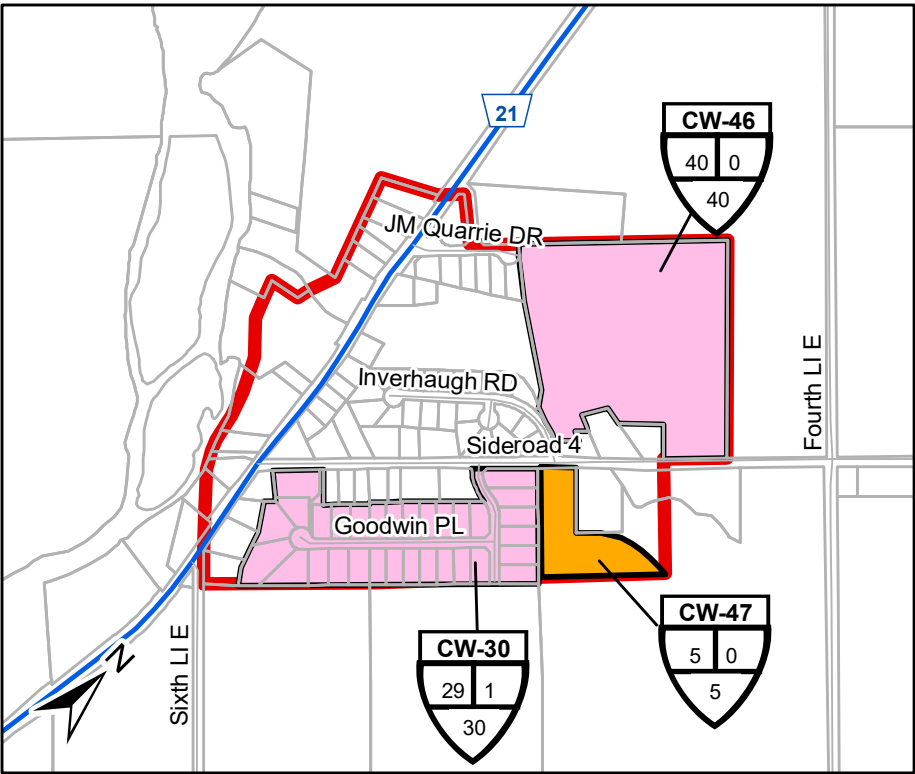 21
CW-46
40 0
40
JM Quarrie DR
Fourth LI E
Inverhaugh RD
Sideroad 4
Goodwin PL
CW-47
5 0
5
CW-30
29 1
30
Sixth LI E
N